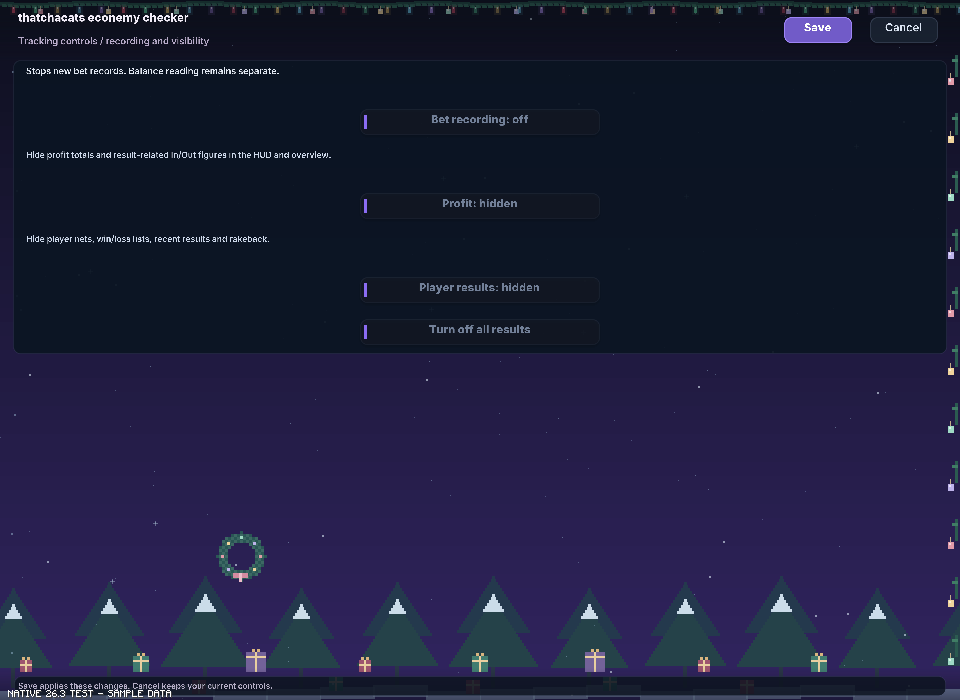 thatchacats economy checker
Tracking controls / recording and visibility
Save
Cancel
Stops new bet records. Balance reading remains separate.
Bet recording: off
Hide profit totals and result-related In/Out figures in the HUD and overview.
Profit: hidden
Hide player nets, win/loss lists, recent results and rakeback.
Player results: hidden
Turn off all results
Save applies these changes. Cancel keeps your current controls.
NATIVE 26.3 TEST — SAMPLE DATA